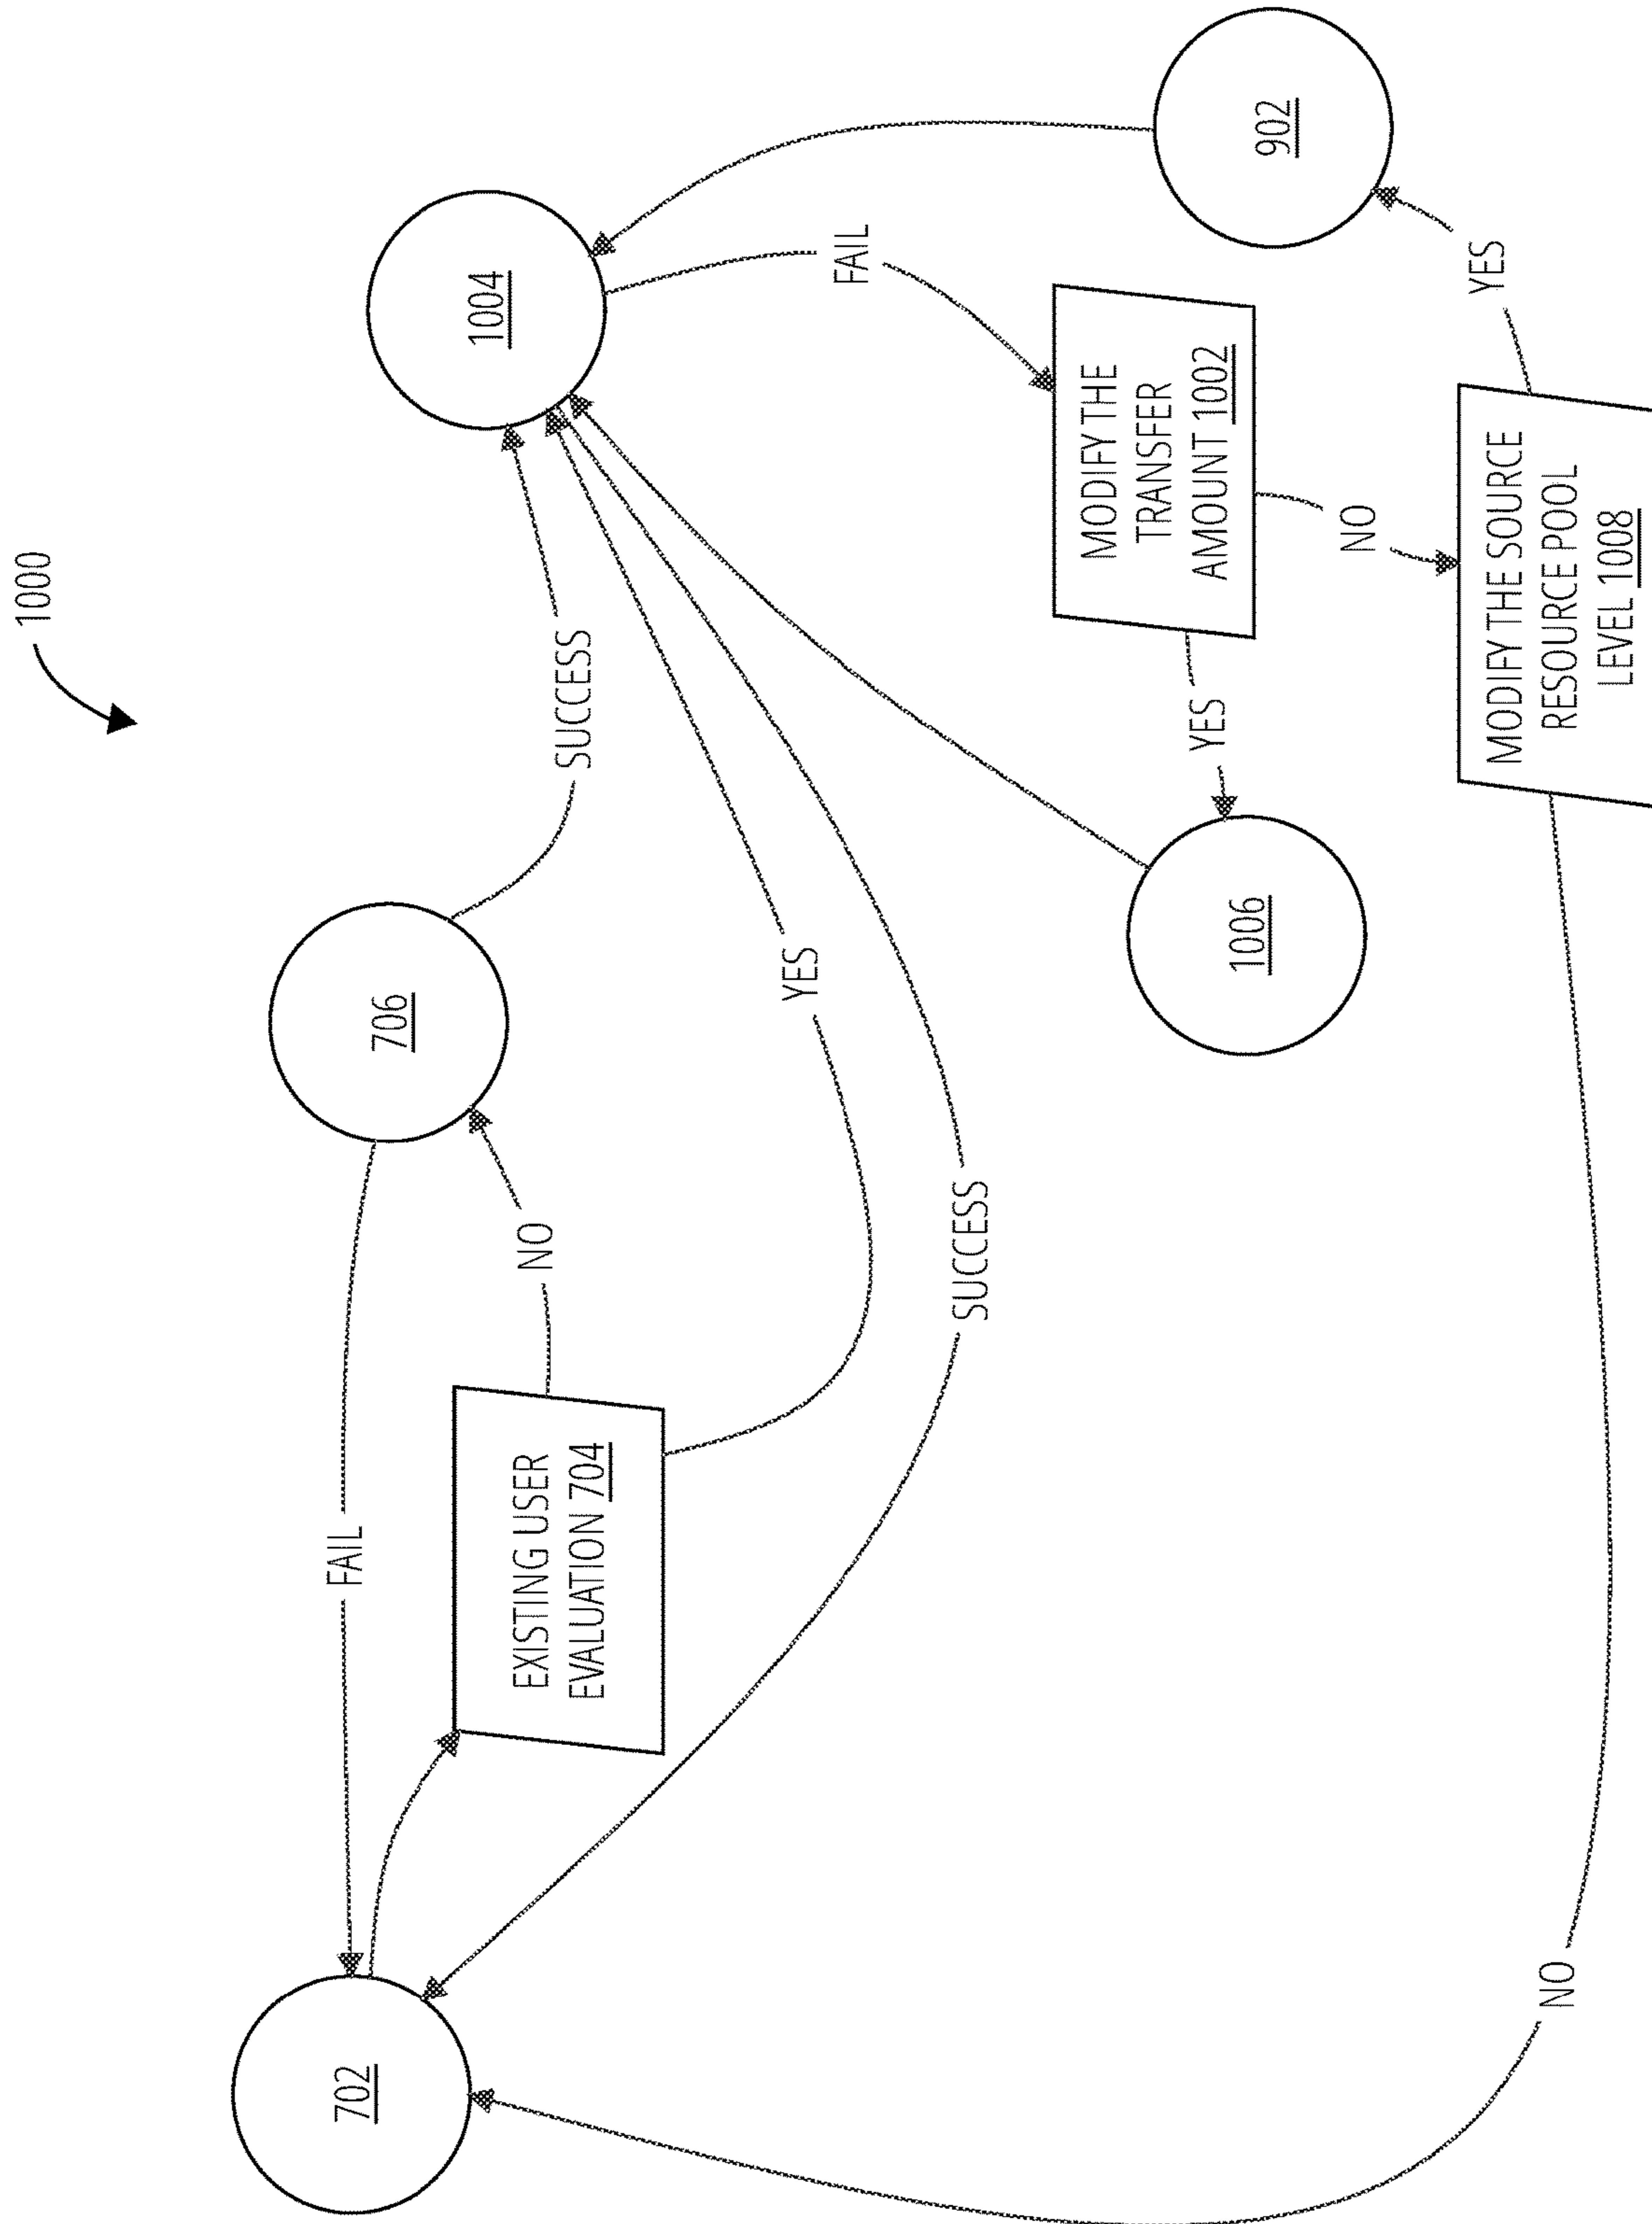 1000
702
FAIL
706
SUCCESS
1004
EXISTING USER
EVALUATION 704
NO
YES
SUCCESS
FAIL
MODIFY THE
TRANSFER
AMOUNT 1002
YES
1006
NO
902
YES
MODIFY THE SOURCE
RESOURCE POOL
LEVEL 1008
NO